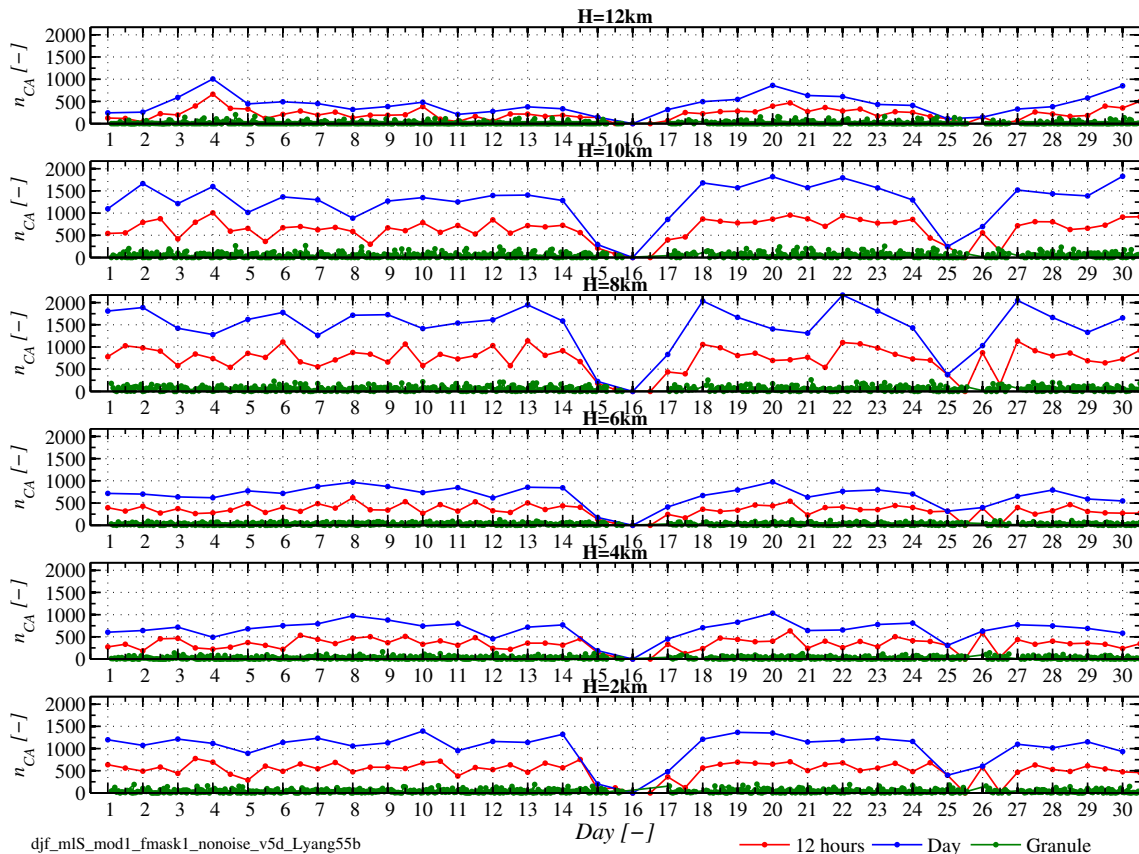 H=12km
2000
1500
1000
500
0
n_CA [−]
1 2 3 4 5 6 7 8 9 10 11 12 13 14 15 16 17 18 19 20 21 22 23 24 25 26 27 28 29 30
H=10km
2000
1500
1000
500
0
n_CA [−]
1 2 3 4 5 6 7 8 9 10 11 12 13 14 15 16 17 18 19 20 21 22 23 24 25 26 27 28 29 30
H=8km
2000
1500
1000
500
0
n_CA [−]
1 2 3 4 5 6 7 8 9 10 11 12 13 14 15 16 17 18 19 20 21 22 23 24 25 26 27 28 29 30
H=6km
2000
1500
1000
500
0
n_CA [−]
1 2 3 4 5 6 7 8 9 10 11 12 13 14 15 16 17 18 19 20 21 22 23 24 25 26 27 28 29 30
H=4km
2000
1500
1000
500
0
n_CA [−]
1 2 3 4 5 6 7 8 9 10 11 12 13 14 15 16 17 18 19 20 21 22 23 24 25 26 27 28 29 30
H=2km
2000
1500
1000
500
0
n_CA [−]
1 2 3 4 5 6 7 8 9 10 11 12 13 14 15 16 17 18 19 20 21 22 23 24 25 26 27 28 29 30
Day [−]
djf_mlS_mod1_fmask1_nonoise_v5d_Lyang55b
12 hours Day Granule